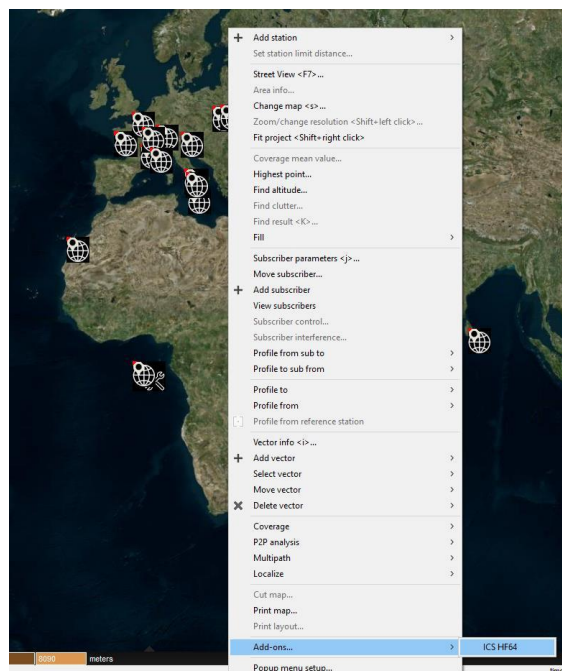 Add station
Set station limit distance...
Street View <F7>...
Area info...
Change map <s>...
Zoom/change resolution <Shift+left click>...
Fit project <Shift+right click>
Coverage mean value...
Highest point...
Find altitude...
Find clutter...
Find result <K>...
Fill
Subscriber parameters <j>...
Move subscriber...
Add subscriber
View subscribers
Subscriber control...
Subscriber interference...
Profile from sub to
Profile to sub from
Profile to
Profile from
Profile from reference station
Vector info <i>...
Add vector
Select vector
Move vector
Delete vector
Coverage
P2P analysis
Multipath
Localize
Cut map...
Print map...
Print layout...
8090 meters
Add-ons... ICS HF64
Popup menu setup...